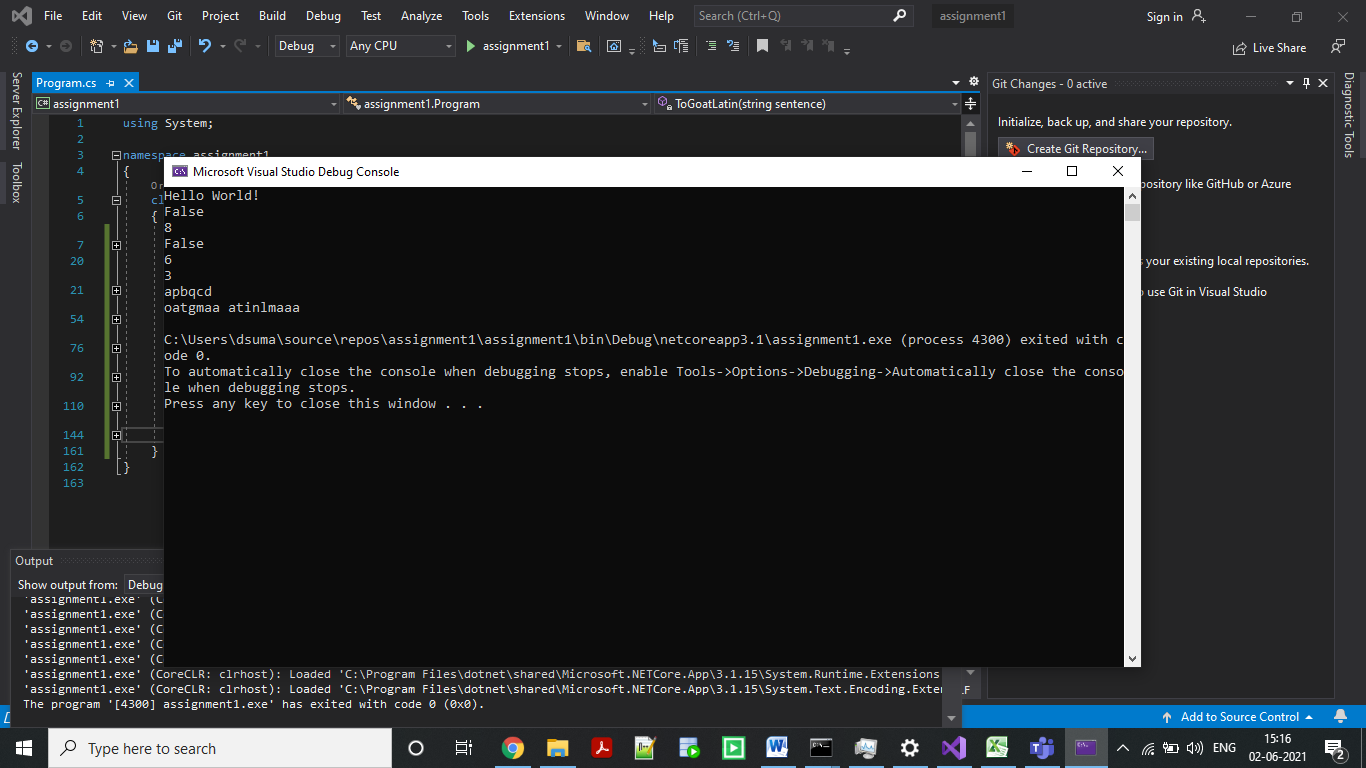 File Edit View Git Project Build Debug Test Analyze Tools Extensions Window Help Search (Ctrl+Q) assignment1 Sign in
Debug Any CPU assignment1 Live Share
Server Explorer
Toolbox
Program.cs
assignment1 assignment1.Program ToGoatLatin(string sentence)
1 using System;
2
3 namespace assignment1
4 {
5
6 {
7
20
21
54
76
92
110
144
161 }
162 }
163
Git Changes - 0 active
Initialize, back up, and share your repository.
Create Git Repository...
like GitHub or Azure
your existing local repositories.
use Git in Visual Studio
Diagnostic Tools
Microsoft Visual Studio Debug Console
Hello World!
False
8
False
6
3
apbqcd
oatgmaa atinlmaaa
C:\Users\dsuma\source\repos\assignment1\assignment1\bin\Debug\netcoreapp3.1\assignment1.exe (process 4300) exited with c
ode 0.
To automatically close the console when debugging stops, enable Tools->Options->Debugging->Automatically close the conso
le when debugging stops.
Press any key to close this window . . .
Output
Show output from: Debug
'assignment1.exe' (C
'assignment1.exe' (C
'assignment1.exe' (C
'assignment1.exe' (C
'assignment1.exe' (C
'assignment1.exe' (CoreCLR: clrhost): Loaded 'C:\Program Files\dotnet\shared\Microsoft.NETCore.App\3.1.15\System.Runtime.Extensions
'assignment1.exe' (CoreCLR: clrhost): Loaded 'C:\Program Files\dotnet\shared\Microsoft.NETCore.App\3.1.15\System.Text.Encoding.Exte
The program '[4300] assignment1.exe' has exited with code 0 (0x0).
Add to Source Control
Type here to search
ENG
15:16
02-06-2021
2